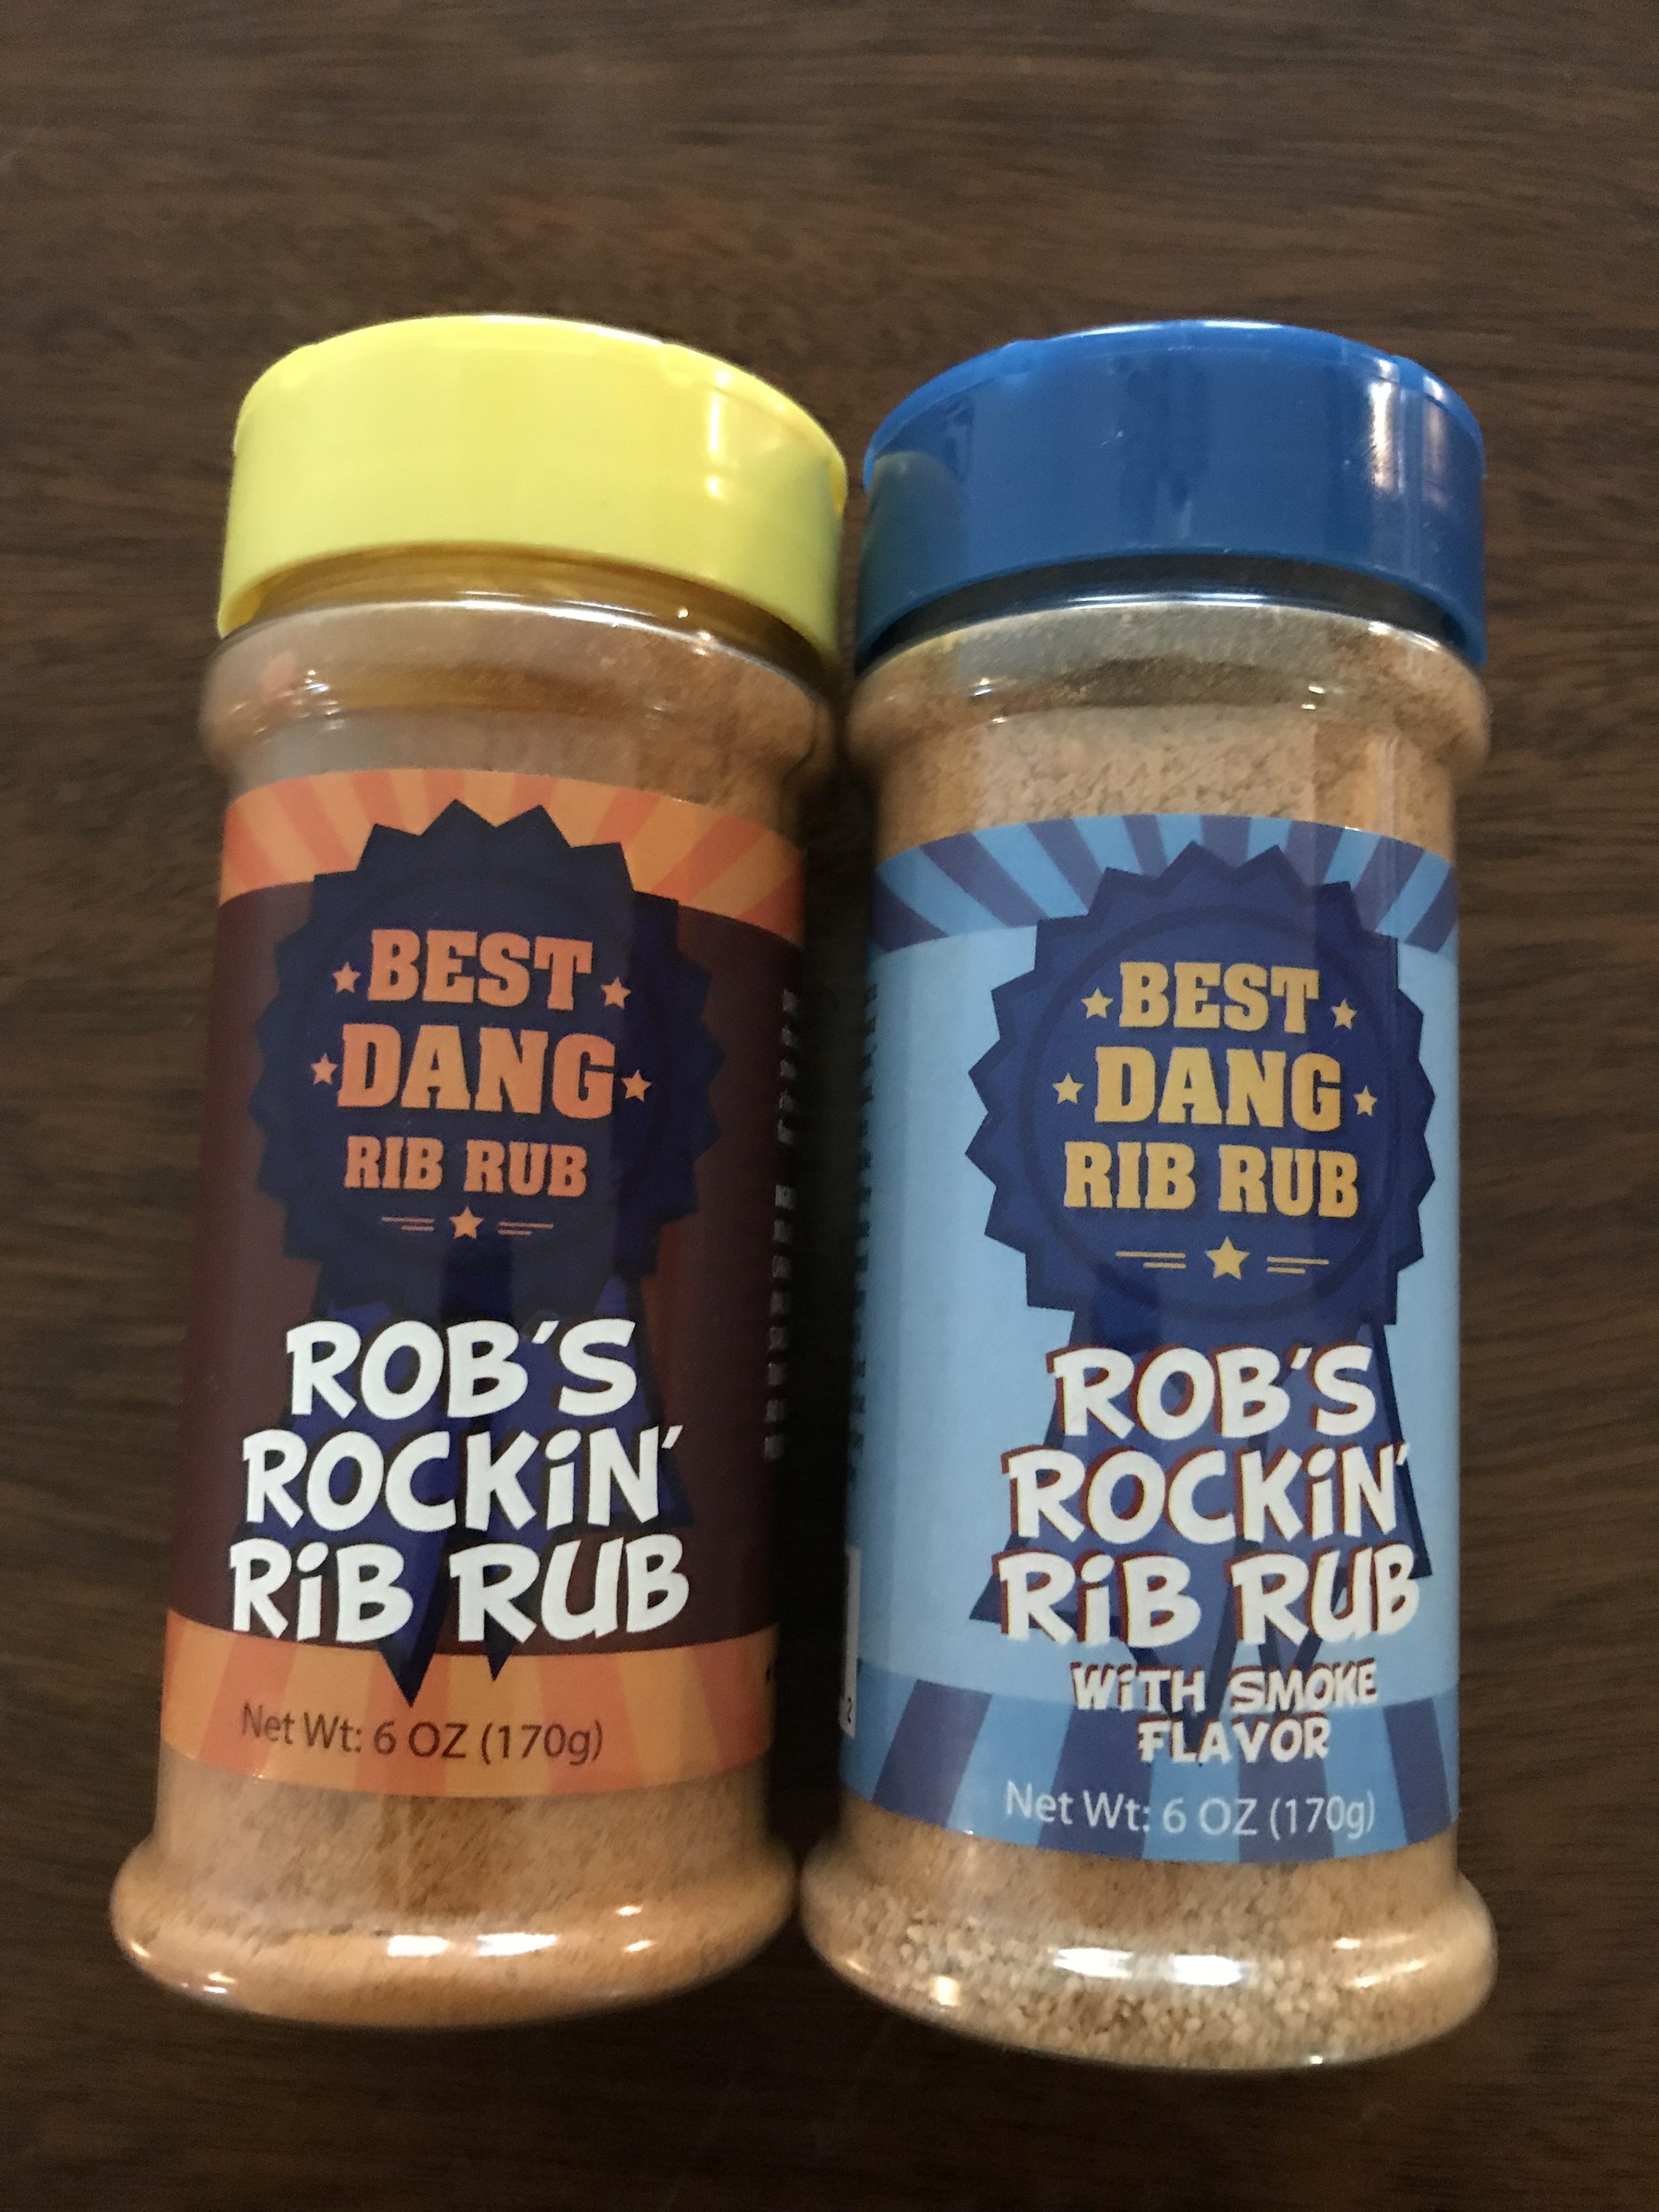 BEST
DANG
RIB RUB
ROB'S
ROCKiN'
RiB RUB
Net Wt: 6 OZ (170g)
BEST
DANG
RIB RUB
ROB'S
ROCKiN'
RiB RUB
WiTH SMOKE
FLAVOR
Net Wt: 6 OZ (170g)